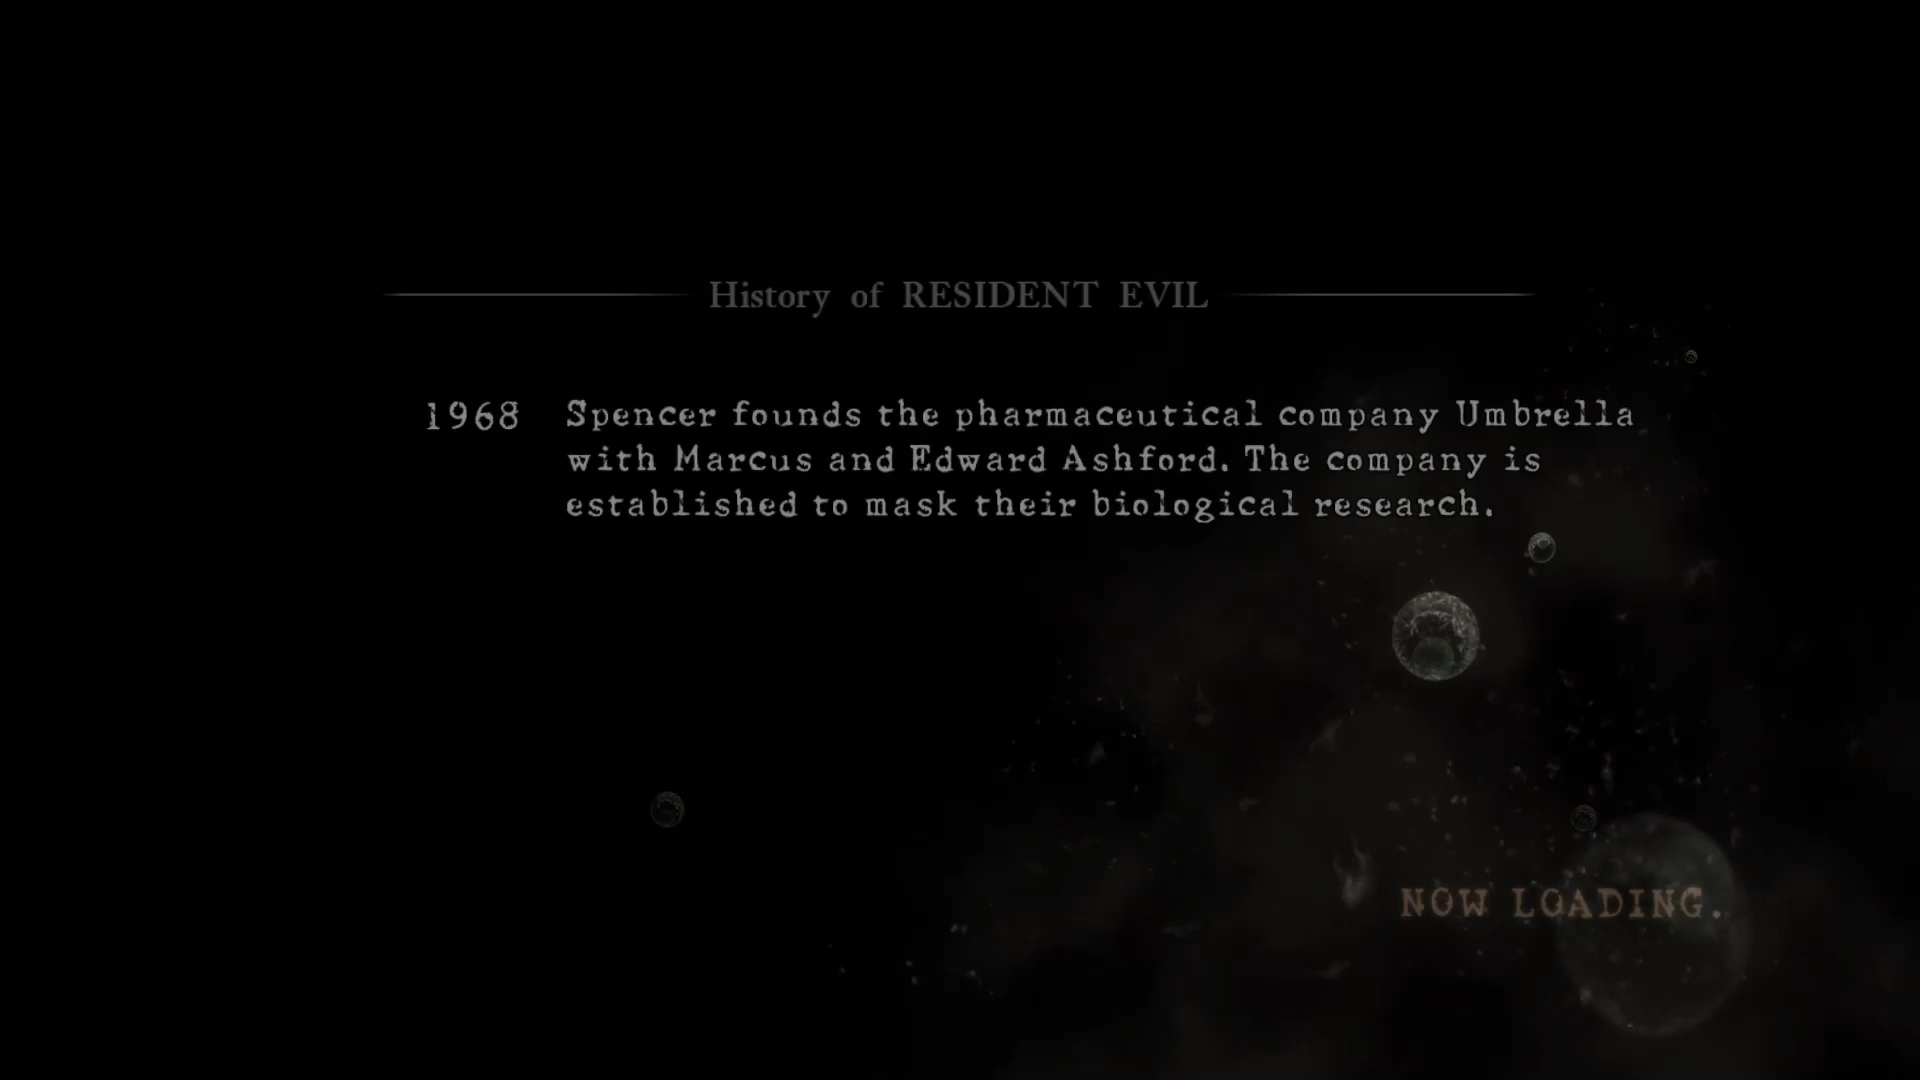 History of RESIDENT EVIL
1968 Spencer founds the pharmaceutical company Umbrella
with Marcus and Edward Ashford. The company is
established to mask their biological research.
NOW LOADING.